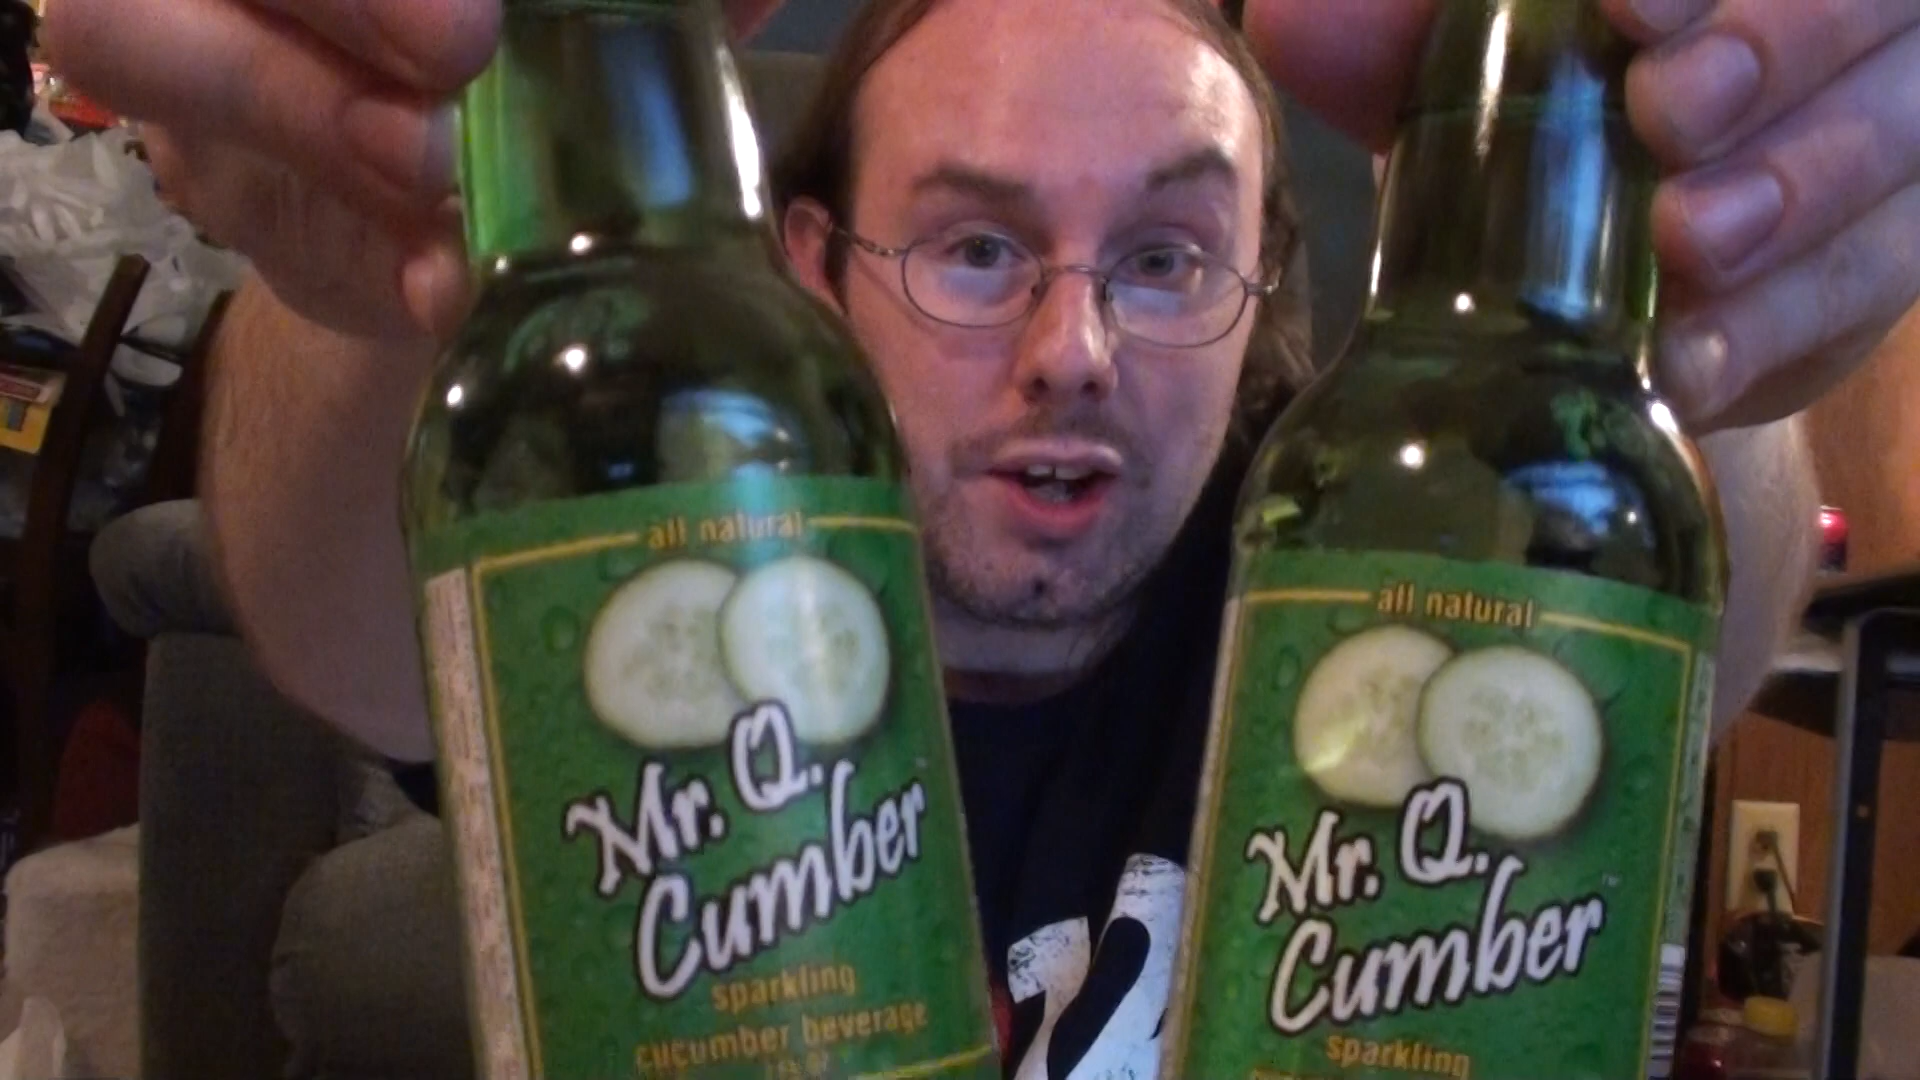 all natural
Mr. Q.
Cumber
sparkling
cucumber beverage
all natural
Mr. Q.
Cumber
sparkling